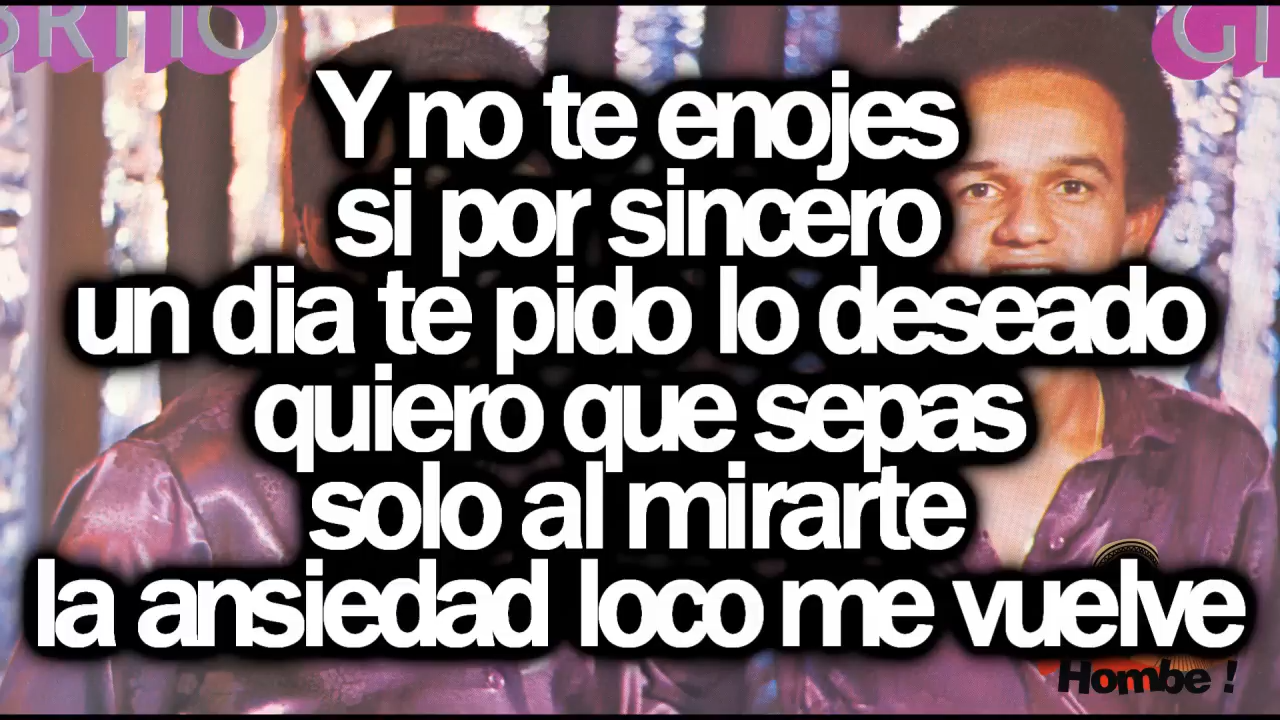 Y no te enojes
si por sincero
un dia te pido lo deseado
quiero que sepas
solo al mirarte
la ansiedad loco me vuelve
Hombe !